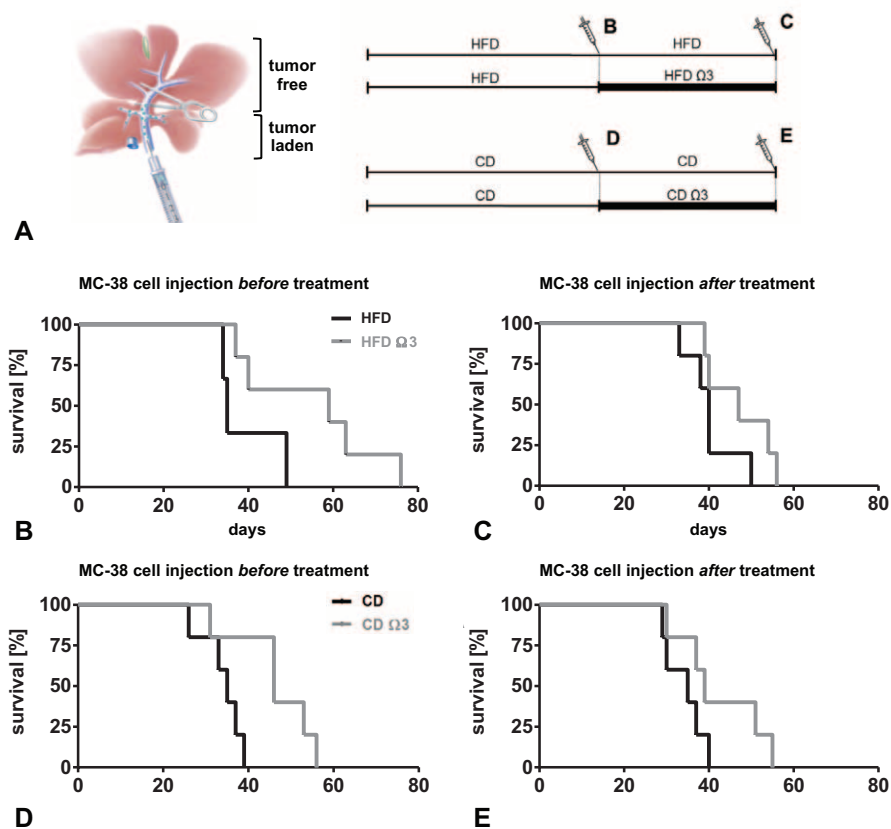 tumor
free
tumor
laden
A
B
C
HFD
HFD
HFD
HFD Ω3
D
E
CD
CD
CD
CD Ω3
MC-38 cell injection before treatment
HFD
HFD Ω3
survival [%]
100
75
50
25
0
0
20
40
60
80
days
B
MC-38 cell injection after treatment
survival [%]
100
75
50
25
0
0
20
40
60
80
days
C
MC-38 cell injection before treatment
CD
CD Ω3
survival [%]
100
75
50
25
0
0
20
40
60
80
D
MC-38 cell injection after treatment
survival [%]
100
75
50
25
0
0
20
40
60
80
E